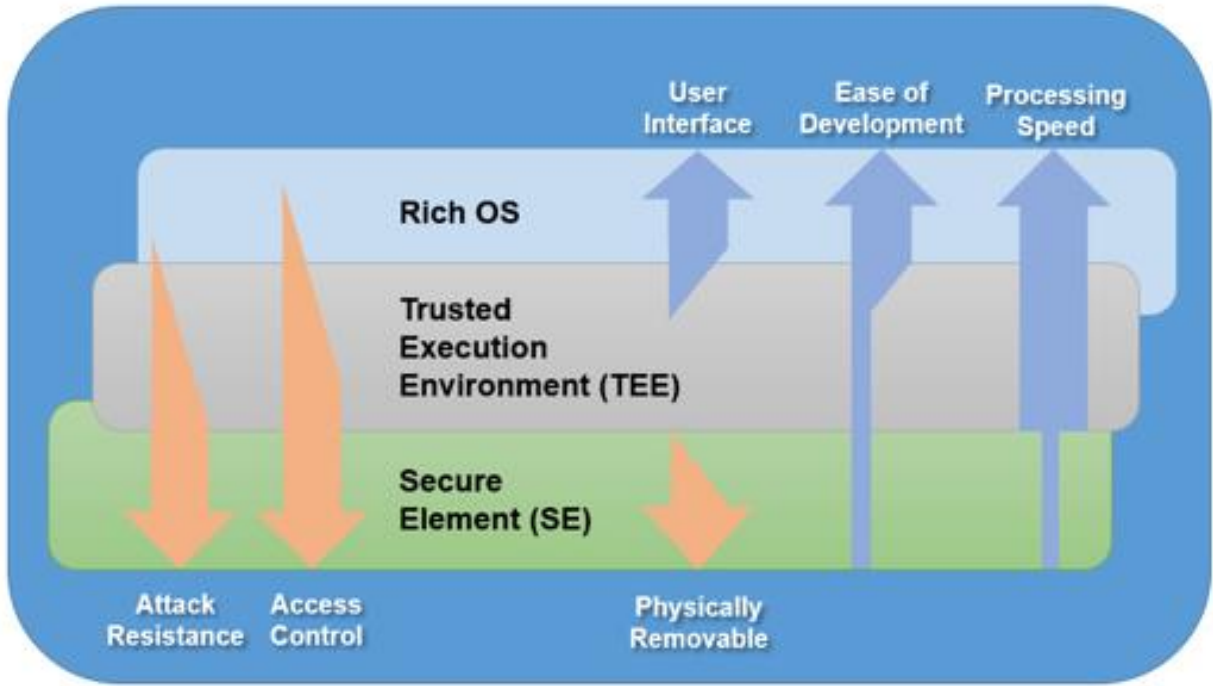 User
Interface
Ease of
Development
Processing
Speed
Rich OS
Trusted
Execution
Environment (TEE)
Secure
Element (SE)
Attack
Resistance
Access
Control
Physically
Removable